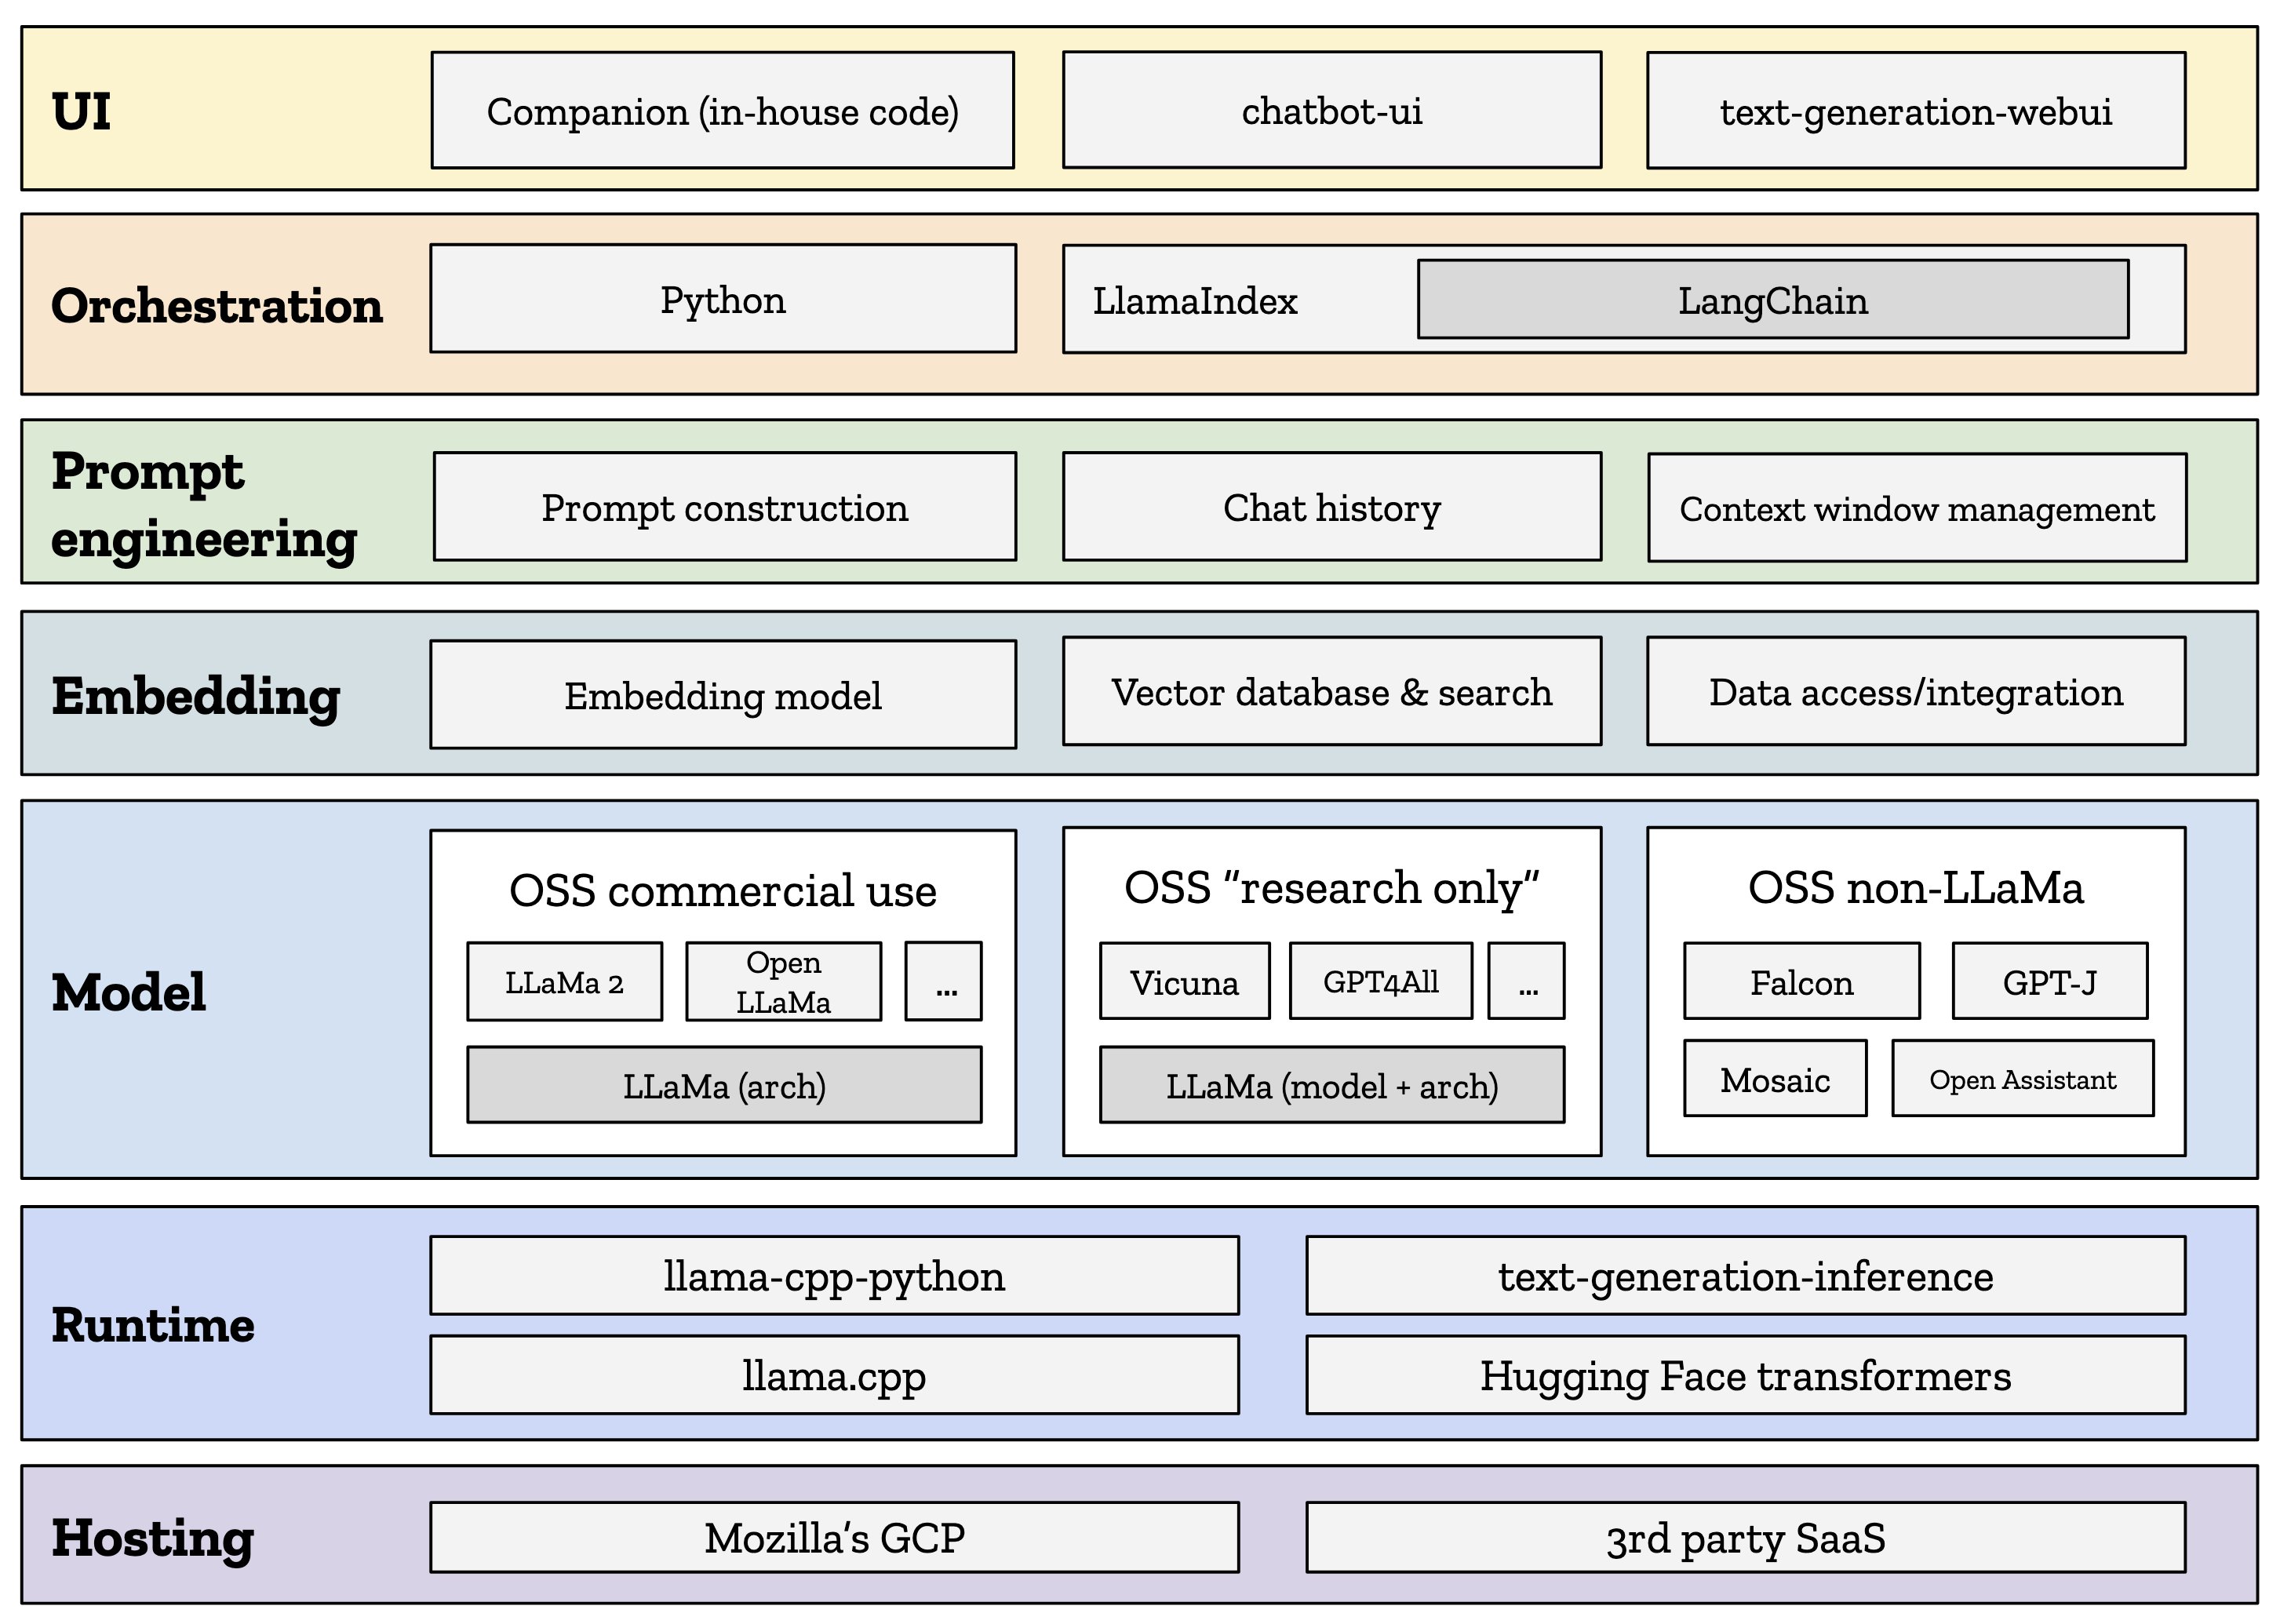 UI
Companion (in-house code)
chatbot-ui
text-generation-webui
Orchestration
Python
LlamaIndex
LangChain
Prompt
engineering
Prompt construction
Chat history
Context window management
Embedding
Embedding model
Vector database & search
Data access/integration
Model
OSS commercial use
LLaMa 2
Open
LLaMa
...
LLaMa (arch)
OSS “research only”
Vicuna
GPT4All
...
LLaMa (model + arch)
OSS non-LLaMa
Falcon
GPT-J
Mosaic
Open Assistant
Runtime
llama-cpp-python
text-generation-inference
llama.cpp
Hugging Face transformers
Hosting
Mozilla’s GCP
3rd party SaaS